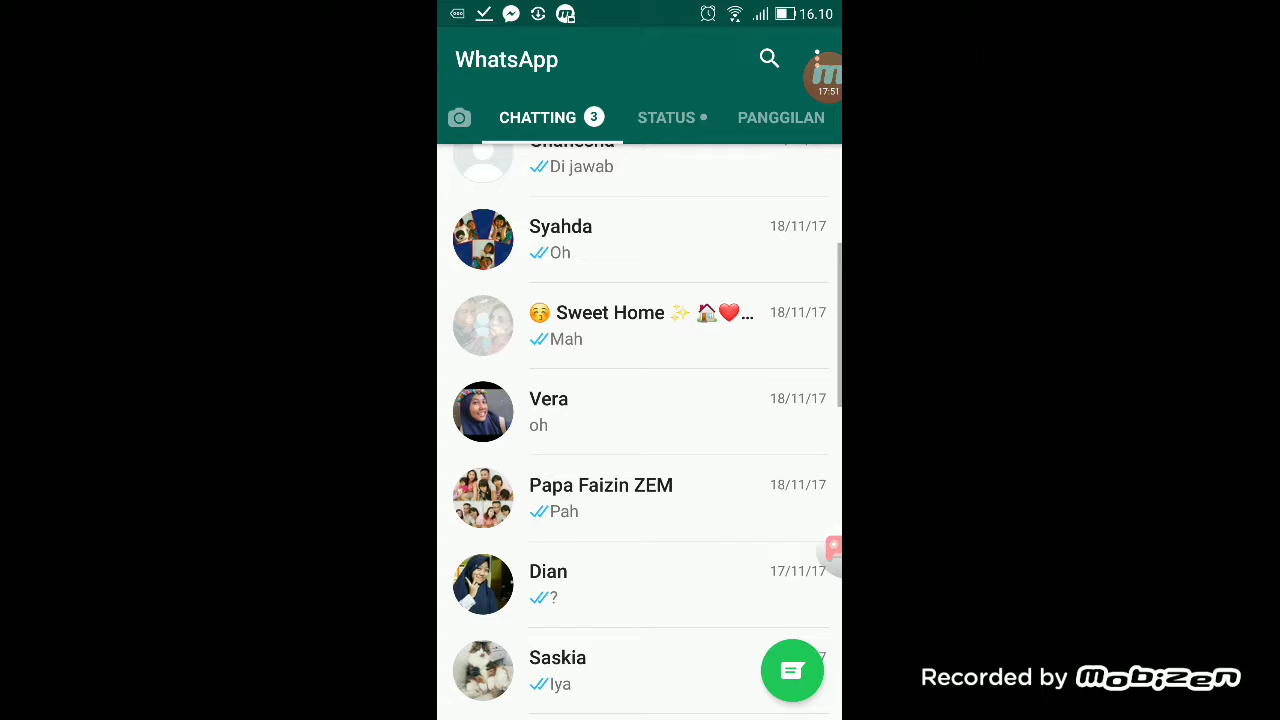 16.10
WhatsApp
17:51
CHATTING 3
STATUS
PANGGILAN
Di jawab
Syahda
18/11/17
Oh
😚 Sweet Home ✨ 🏠❤️...
18/11/17
Mah
Vera
18/11/17
oh
Papa Faizin ZEM
18/11/17
Pah
Dian
17/11/17
?
Saskia
Iya
Recorded by mobizen